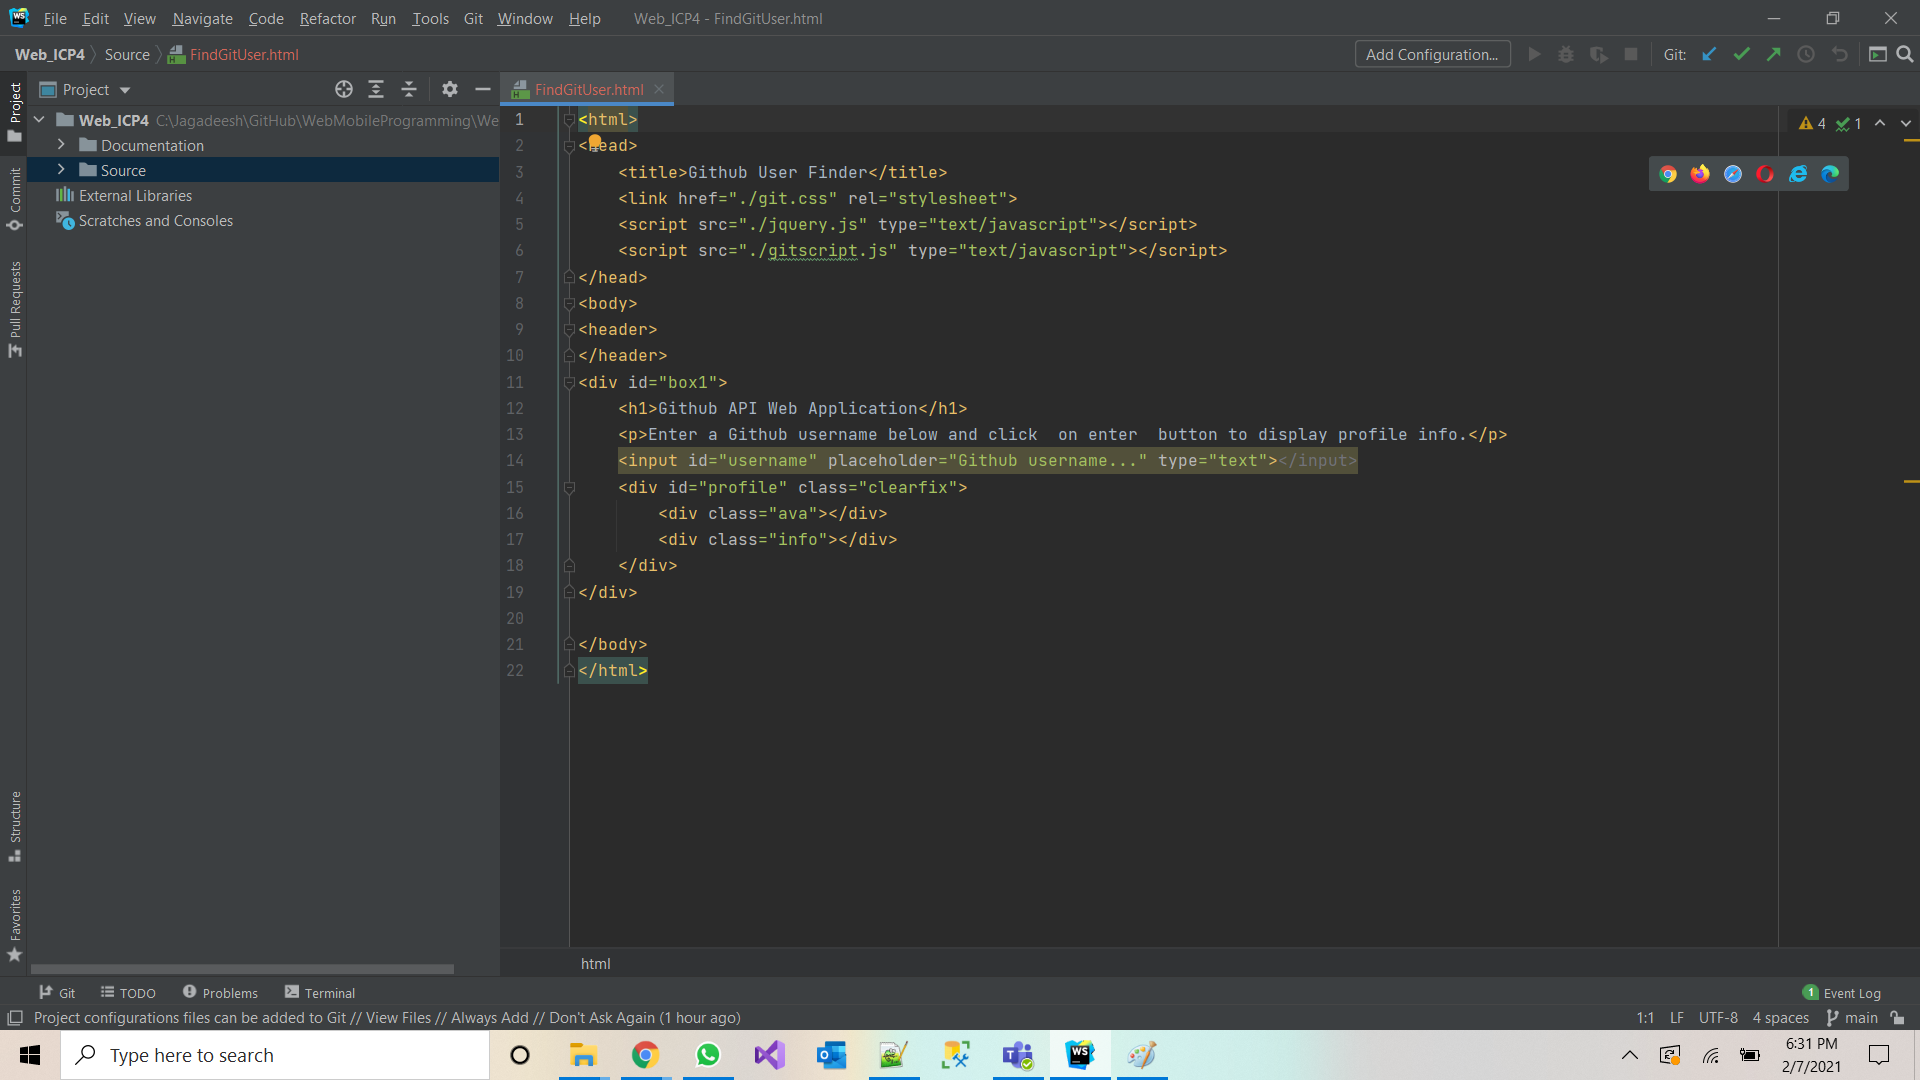 File Edit View Navigate Code Refactor Run Tools Git Window Help Web_ICP4 - FindGitUser.html
Web_ICP4 Source FindGitUser.html Add Configuration... Git:
Project FindGitUser.html
Project
Commit
Pull Requests
Structure
Favorites
Web_ICP4 C:\Jagadeesh\GitHub\WebMobileProgramming\We
Documentation
Source
External Libraries
Scratches and Consoles
4 1
1 <html>
2 <head>
3 <title>Github User Finder</title>
4 <link href="./git.css" rel="stylesheet">
5 <script src="./jquery.js" type="text/javascript"></script>
6 <script src="./gitscript.js" type="text/javascript"></script>
7 </head>
8 <body>
9 <header>
10 </header>
11 <div id="box1">
12 <h1>Github API Web Application</h1>
13 <p>Enter a Github username below and click  on enter  button to display profile info.</p>
14 <input id="username" placeholder="Github username..." type="text"></input>
15 <div id="profile" class="clearfix">
16 <div class="ava"></div>
17 <div class="info"></div>
18 </div>
19 </div>
20
21 </body>
22 </html>
html
Git TODO Problems Terminal 1 Event Log
Project configurations files can be added to Git // View Files // Always Add // Don't Ask Again (1 hour ago) 1:1 LF UTF-8 4 spaces main
Type here to search
6:31 PM
2/7/2021